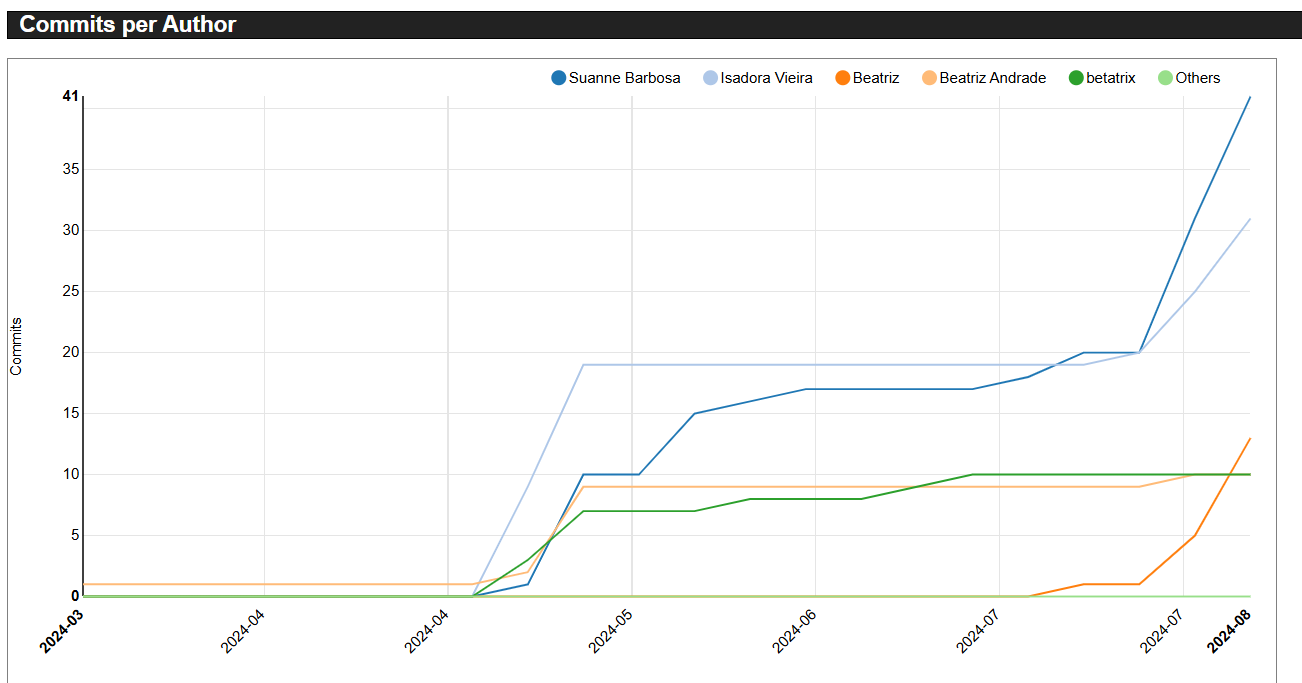 Commits per Author
Suanne Barbosa Isadora Vieira Beatriz Beatriz Andrade betatrix Others
41
35
30
25
20
15
10
5
0
Commits
2024-03 2024-04 2024-04 2024-05 2024-06 2024-07 2024-07 2024-08